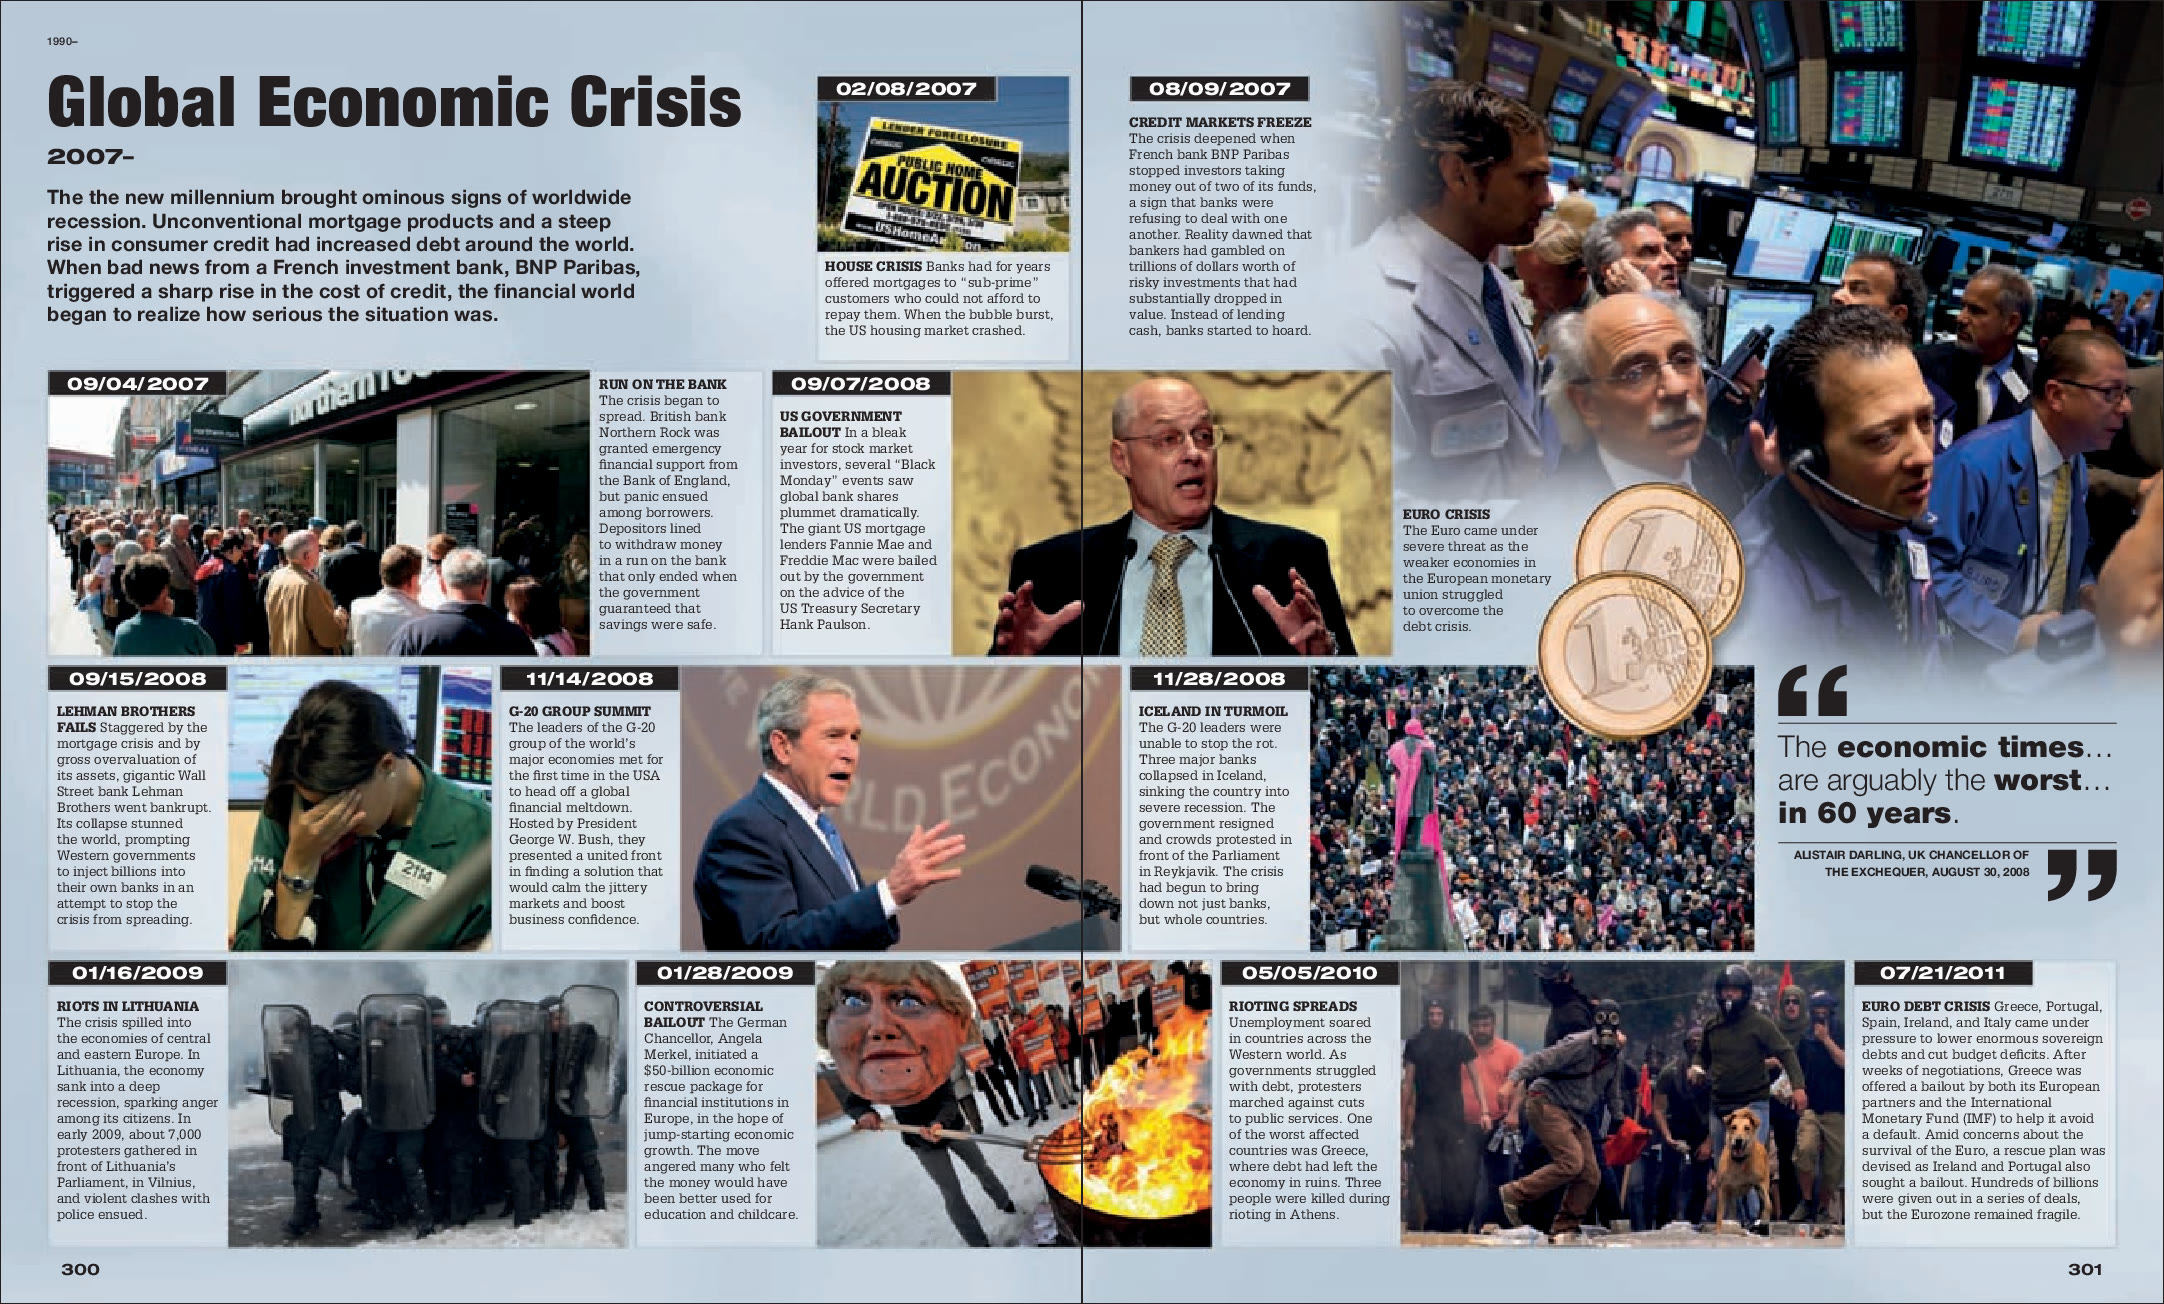 1990–
Global Economic Crisis
2007–
The the new millennium brought ominous signs of worldwide
recession. Unconventional mortgage products and a steep
rise in consumer credit had increased debt around the world.
When bad news from a French investment bank, BNP Paribas,
triggered a sharp rise in the cost of credit, the financial world
began to realize how serious the situation was.
02/08/2007
LENDER FORECLOSURE
PUBLIC HOME
AUCTION
HOUSE CRISIS Banks had for years
offered mortgages to “sub-prime”
customers who could not afford to
repay them. When the bubble burst,
the US housing market crashed.
08/09/2007
CREDIT MARKETS FREEZE
The crisis deepened when
French bank BNP Paribas
stopped investors taking
money out of two of its funds,
a sign that banks were
refusing to deal with one
another. Reality dawned that
bankers had gambled on
trillions of dollars worth of
risky investments that had
substantially dropped in
value. Instead of lending
cash, banks started to hoard.
09/04/2007
northern rock
RUN ON THE BANK
The crisis began to
spread. British bank
Northern Rock was
granted emergency
financial support from
the Bank of England,
but panic ensued
among borrowers.
Depositors lined
to withdraw money
in a run on the bank
that only ended when
the government
guaranteed that
savings were safe.
09/07/2008
US GOVERNMENT
BAILOUT In a bleak
year for stock market
investors, several “Black
Monday” events saw
global bank shares
plummet dramatically.
The giant US mortgage
lenders Fannie Mae and
Freddie Mac were bailed
out by the government
on the advice of the
US Treasury Secretary
Hank Paulson.
EURO CRISIS
The Euro came under
severe threat as the
weaker economies in
the European monetary
union struggled
to overcome the
debt crisis.
09/15/2008
LEHMAN BROTHERS
FAILS Staggered by the
mortgage crisis and by
gross overvaluation of
its assets, gigantic Wall
Street bank Lehman
Brothers went bankrupt.
Its collapse stunned
the world, prompting
Western governments
to inject billions into
their own banks in an
attempt to stop the
crisis from spreading.
2114
11/14/2008
G-20 GROUP SUMMIT
The leaders of the G-20
group of the world’s
major economies met for
the first time in the USA
to head off a global
financial meltdown.
Hosted by President
George W. Bush, they
presented a united front
in finding a solution that
would calm the jittery
markets and boost
business confidence.
RLD ECONO
11/28/2008
ICELAND IN TURMOIL
The G-20 leaders were
unable to stop the rot.
Three major banks
collapsed in Iceland,
sinking the country into
severe recession. The
government resigned
and crowds protested in
front of the Parliament
in Reykjavik. The crisis
had begun to bring
down not just banks,
but whole countries.
“
The economic times…
are arguably the worst…
in 60 years.
ALISTAIR DARLING, UK CHANCELLOR OF
THE EXCHEQUER, AUGUST 30, 2008
”
01/16/2009
RIOTS IN LITHUANIA
The crisis spilled into
the economies of central
and eastern Europe. In
Lithuania, the economy
sank into a deep
recession, sparking anger
among its citizens. In
early 2009, about 7,000
protesters gathered in
front of Lithuania’s
Parliament, in Vilnius,
and violent clashes with
police ensued.
01/28/2009
CONTROVERSIAL
BAILOUT The German
Chancellor, Angela
Merkel, initiated a
$50-billion economic
rescue package for
financial institutions in
Europe, in the hope of
jump-starting economic
growth. The move
angered many who felt
the money would have
been better used for
education and childcare.
05/05/2010
RIOTING SPREADS
Unemployment soared
in countries across the
Western world. As
governments struggled
with debt, protesters
marched against cuts
to public services. One
of the worst affected
countries was Greece,
where debt had left the
economy in ruins. Three
people were killed during
rioting in Athens.
07/21/2011
EURO DEBT CRISIS Greece, Portugal,
Spain, Ireland, and Italy came under
pressure to lower enormous sovereign
debts and cut budget deficits. After
weeks of negotiations, Greece was
offered a bailout by both its European
partners and the International
Monetary Fund (IMF) to help it avoid
a default. Amid concerns about the
survival of the Euro, a rescue plan was
devised as Ireland and Portugal also
sought a bailout. Hundreds of billions
were given out in a series of deals,
but the Eurozone remained fragile.
300
301